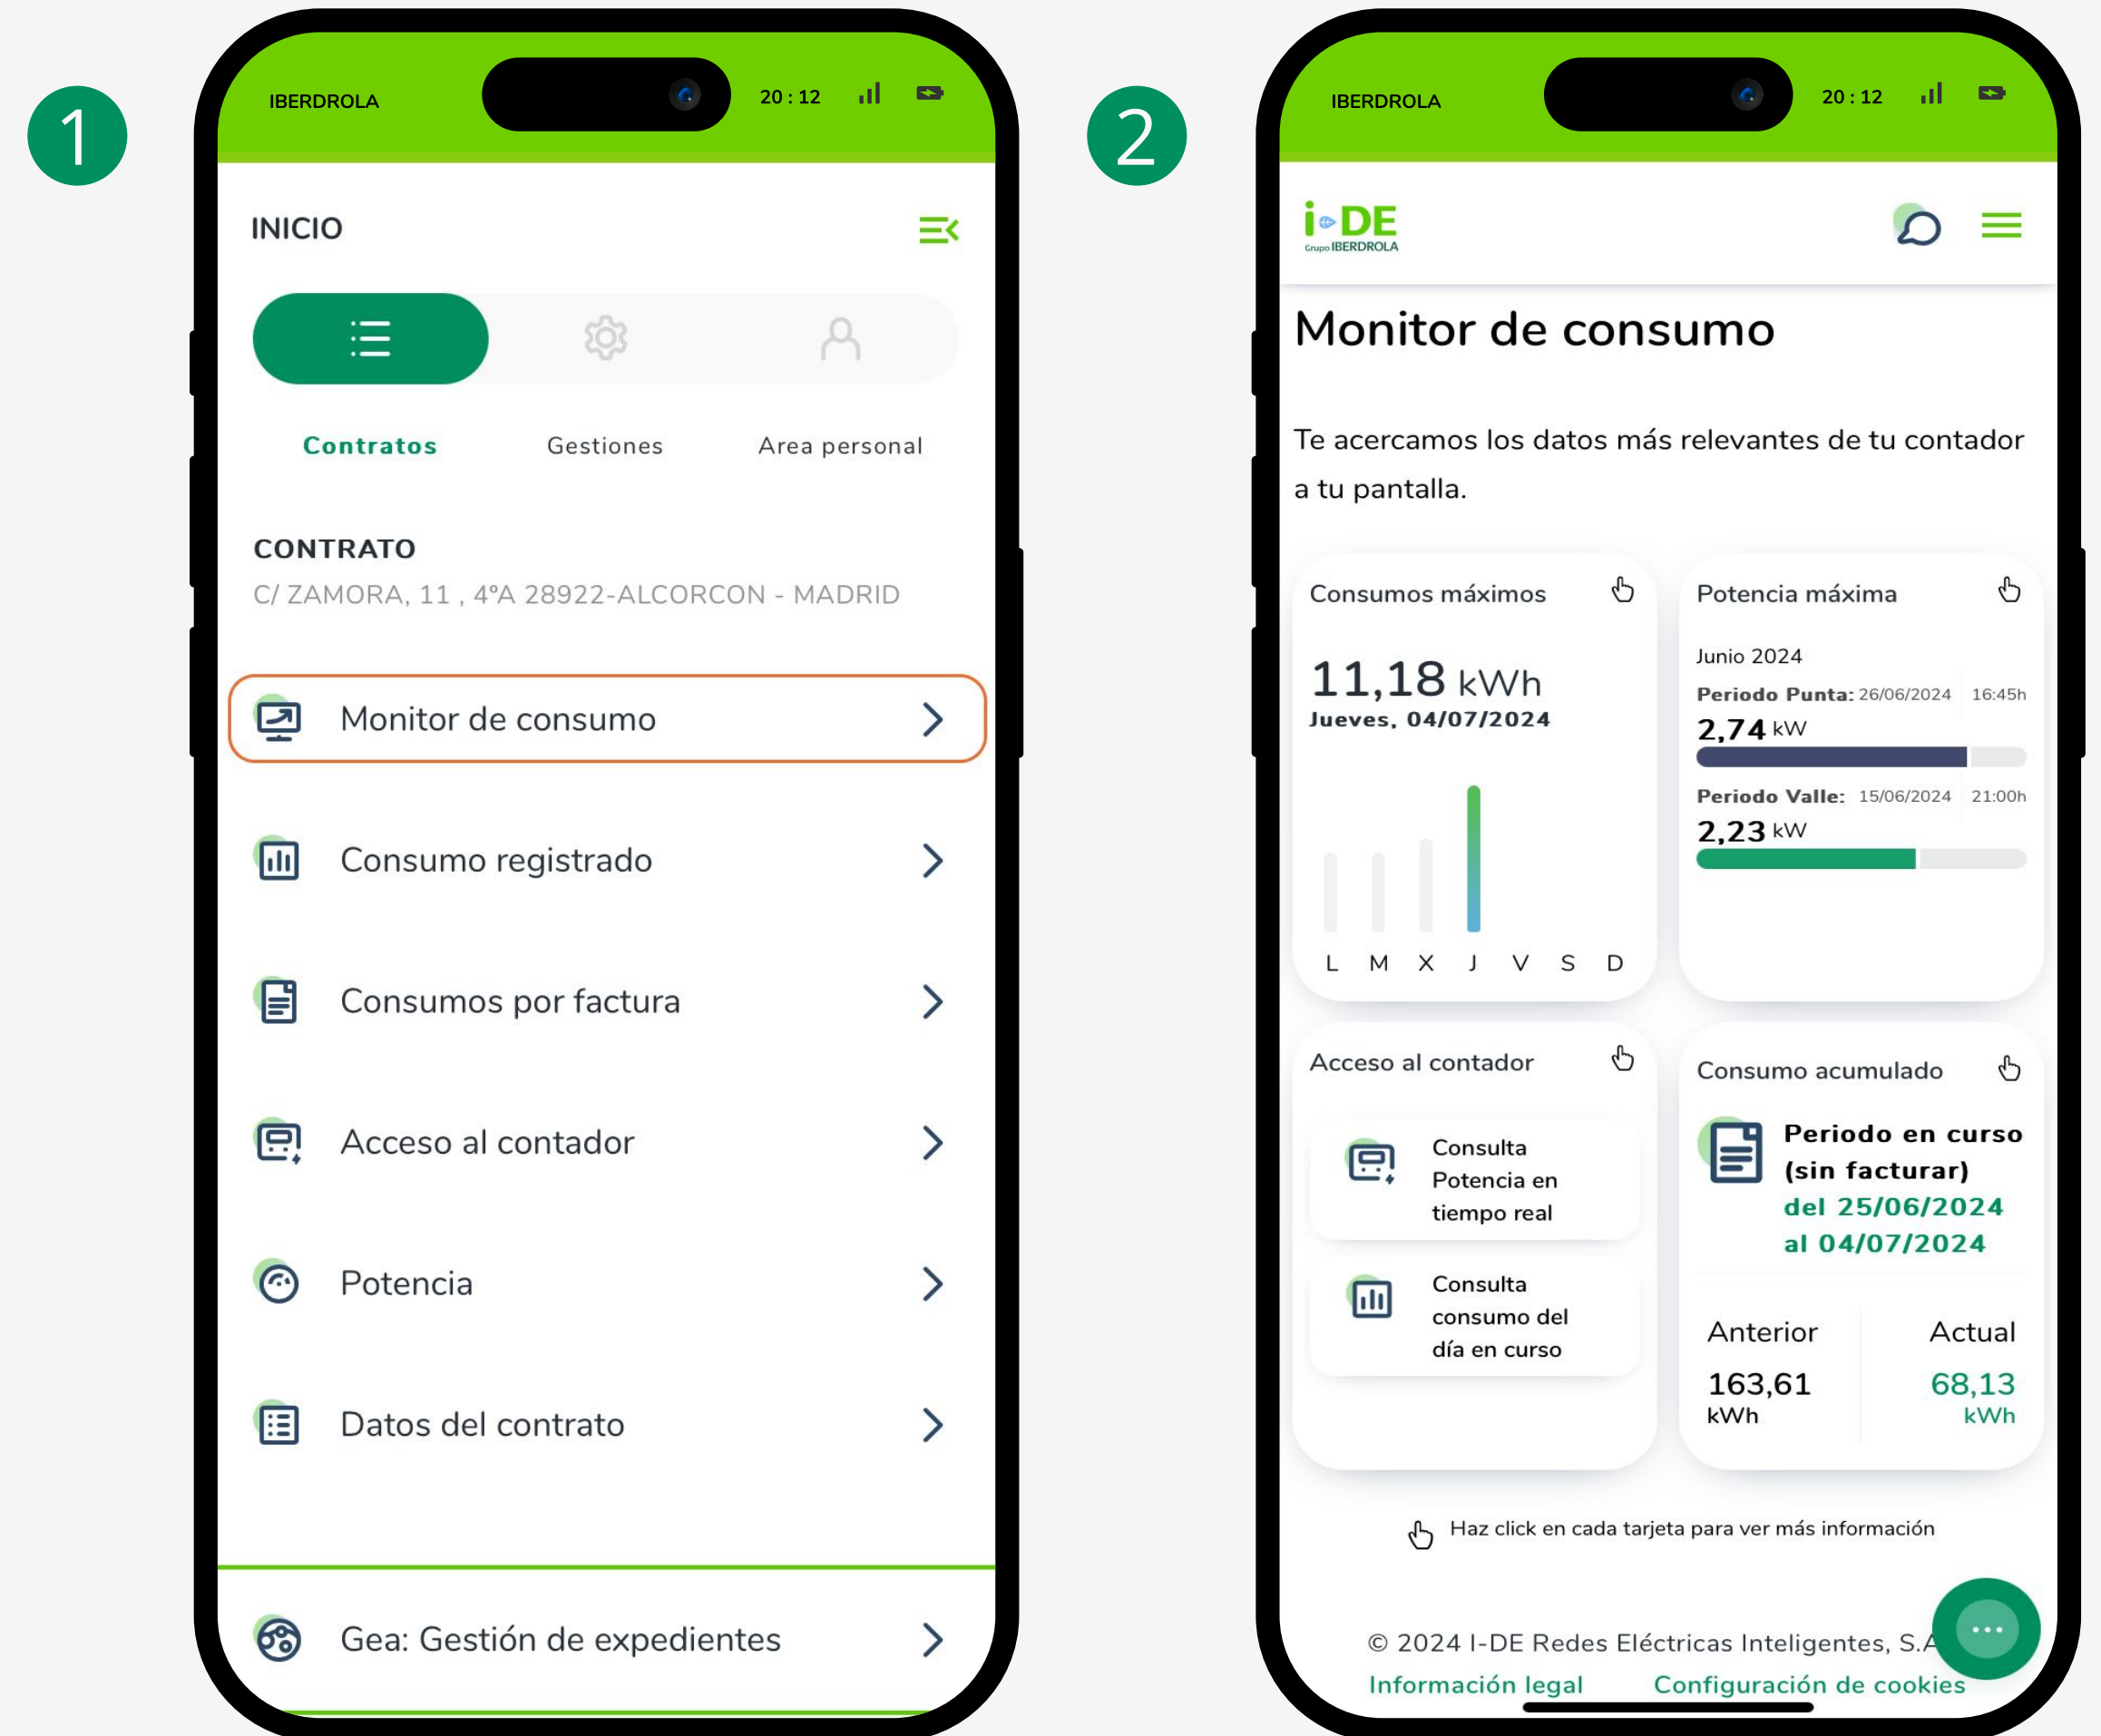 1
IBERDROLA
20:12
INICIO
Contratos Gestiones Area personal
CONTRATO
C/ ZAMORA, 11 , 4ºA 28922-ALCORCON - MADRID
Monitor de consumo
Consumo registrado
Consumos por factura
Acceso al contador
Potencia
Datos del contrato
Gea: Gestión de expedientes
2
IBERDROLA
20:12
i-DE
Grupo IBERDROLA
Monitor de consumo
Te acercamos los datos más relevantes de tu contador
a tu pantalla.
Consumos máximos
11,18 kWh
Jueves, 04/07/2024
L M X J V S D
Potencia máxima
Junio 2024
Periodo Punta: 26/06/2024 16:45h
2,74 kW
Periodo Valle: 15/06/2024 21:00h
2,23 kW
Acceso al contador
Consulta
Potencia en
tiempo real
Consulta
consumo del
día en curso
Consumo acumulado
Periodo en curso
(sin facturar)
del 25/06/2024
al 04/07/2024
Anterior Actual
163,61 68,13
kWh kWh
Haz click en cada tarjeta para ver más información
© 2024 I-DE Redes Eléctricas Inteligentes, S.A
Información legal Configuración de cookies